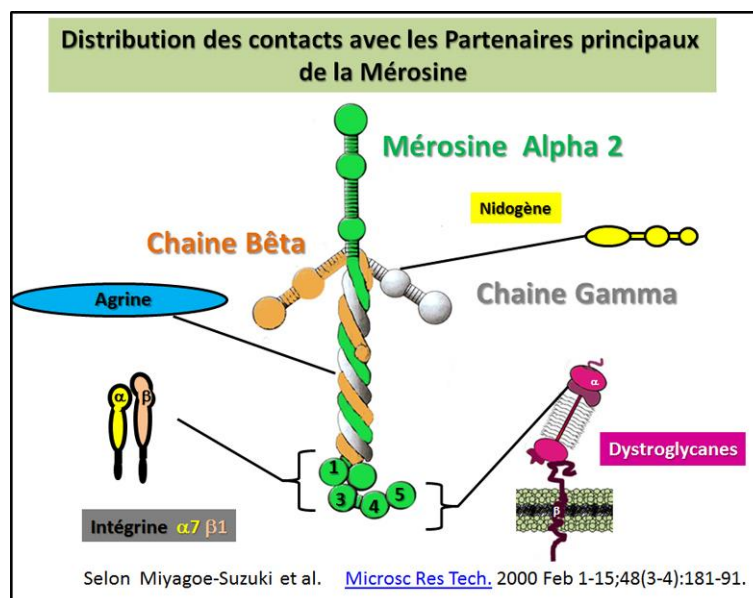 Distribution des contacts avec les Partenaires principaux
de la Mérosine
Mérosine Alpha 2
Nidogène
Chaine Bêta
Chaine Gamma
Agrine
α β
α
Dystroglycanes
β
1
3 4 5
Intégrine α7 β1
Selon Miyagoe-Suzuki et al. Microsc Res Tech. 2000 Feb 1-15;48(3-4):181-91.